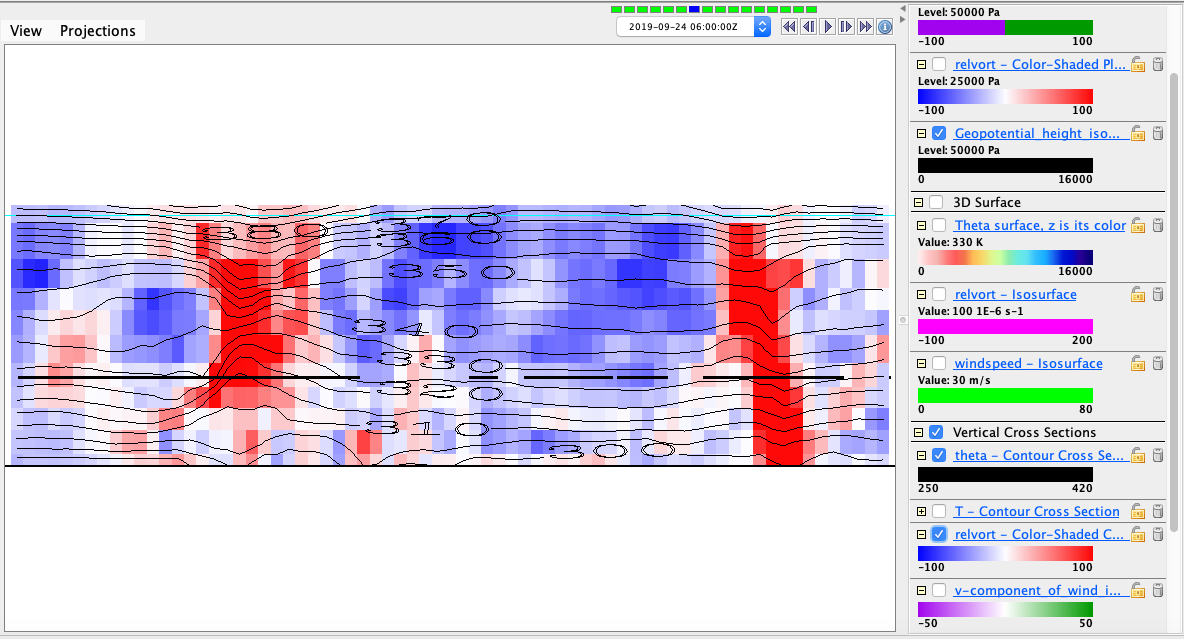 View Projections
2019-09-24 06:00:00Z
Level: 50000 Pa
-100 100
relvort - Color-Shaded Pl...
Level: 25000 Pa
-100 100
Geopotential_height_iso...
Level: 50000 Pa
0 16000
3D Surface
Theta surface, z is its color
Value: 330 K
0 16000
relvort - Isosurface
Value: 100 1E-6 s-1
-100 200
windspeed - Isosurface
Value: 30 m/s
0 80
Vertical Cross Sections
theta - Contour Cross Se...
250 420
T - Contour Cross Section
relvort - Color-Shaded C...
-100 100
v-component_of_wind_i...
-50 50
380
370
360
350
340
330
320
310
300